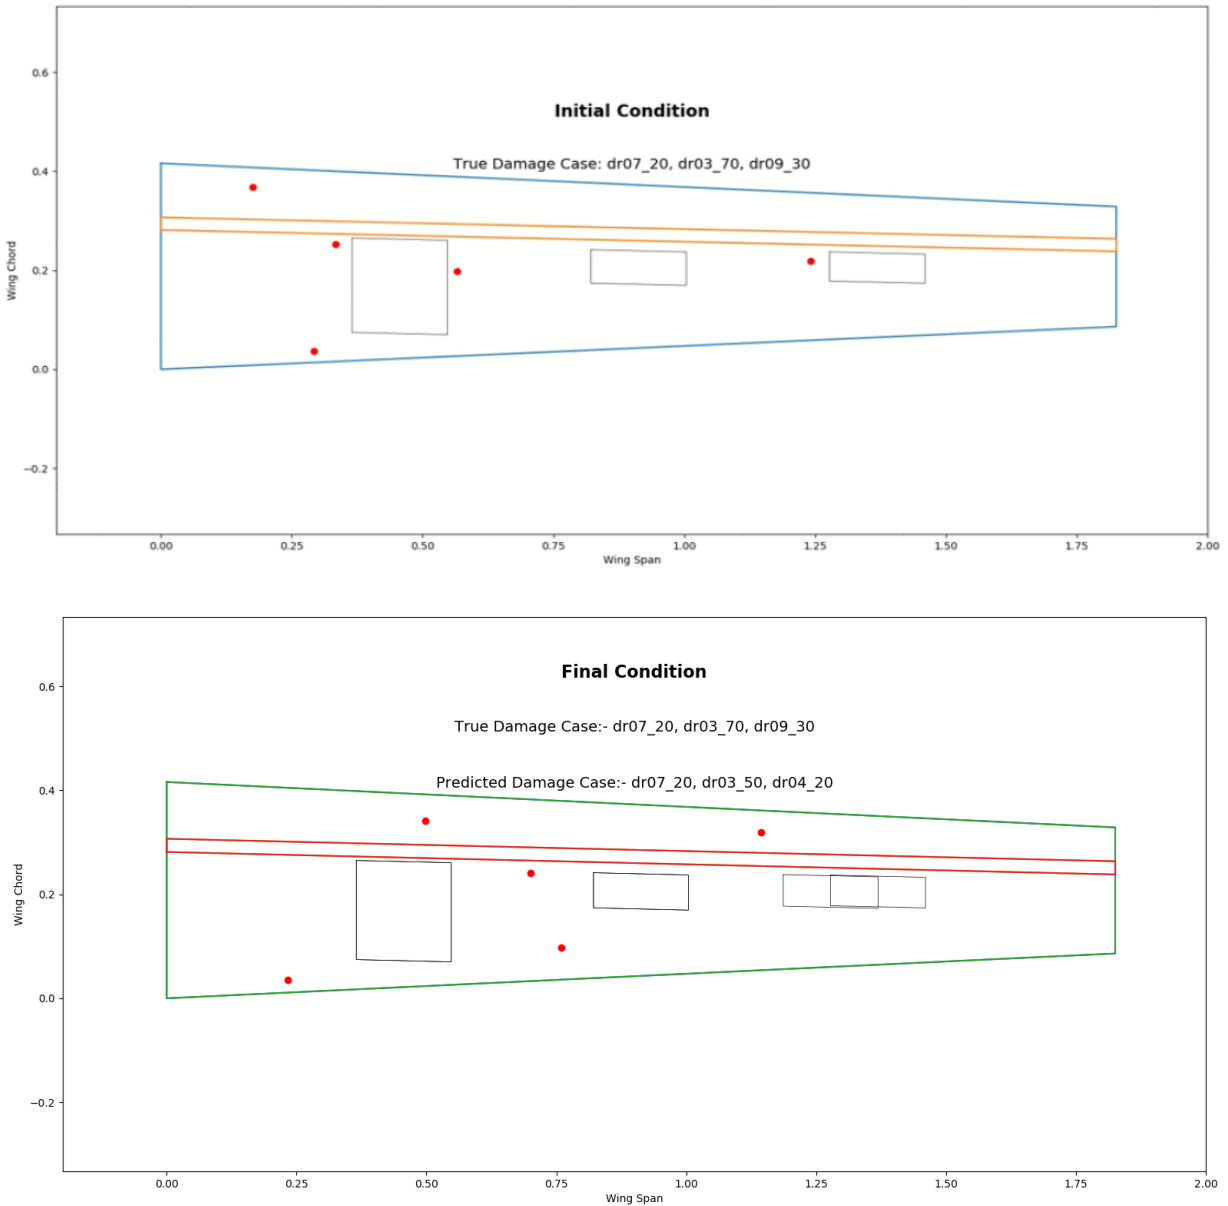 Initial Condition
True Damage Case: dr07_20, dr03_70, dr09_30
Wing Chord
0.6
0.4
0.2
0.0
−0.2
0.00 0.25 0.50 0.75 1.00 1.25 1.50 1.75 2.00
Wing Span
Final Condition
True Damage Case:- dr07_20, dr03_70, dr09_30
Predicted Damage Case:- dr07_20, dr03_50, dr04_20
Wing Chord
0.6
0.4
0.2
0.0
−0.2
0.00 0.25 0.50 0.75 1.00 1.25 1.50 1.75 2.00
Wing Span